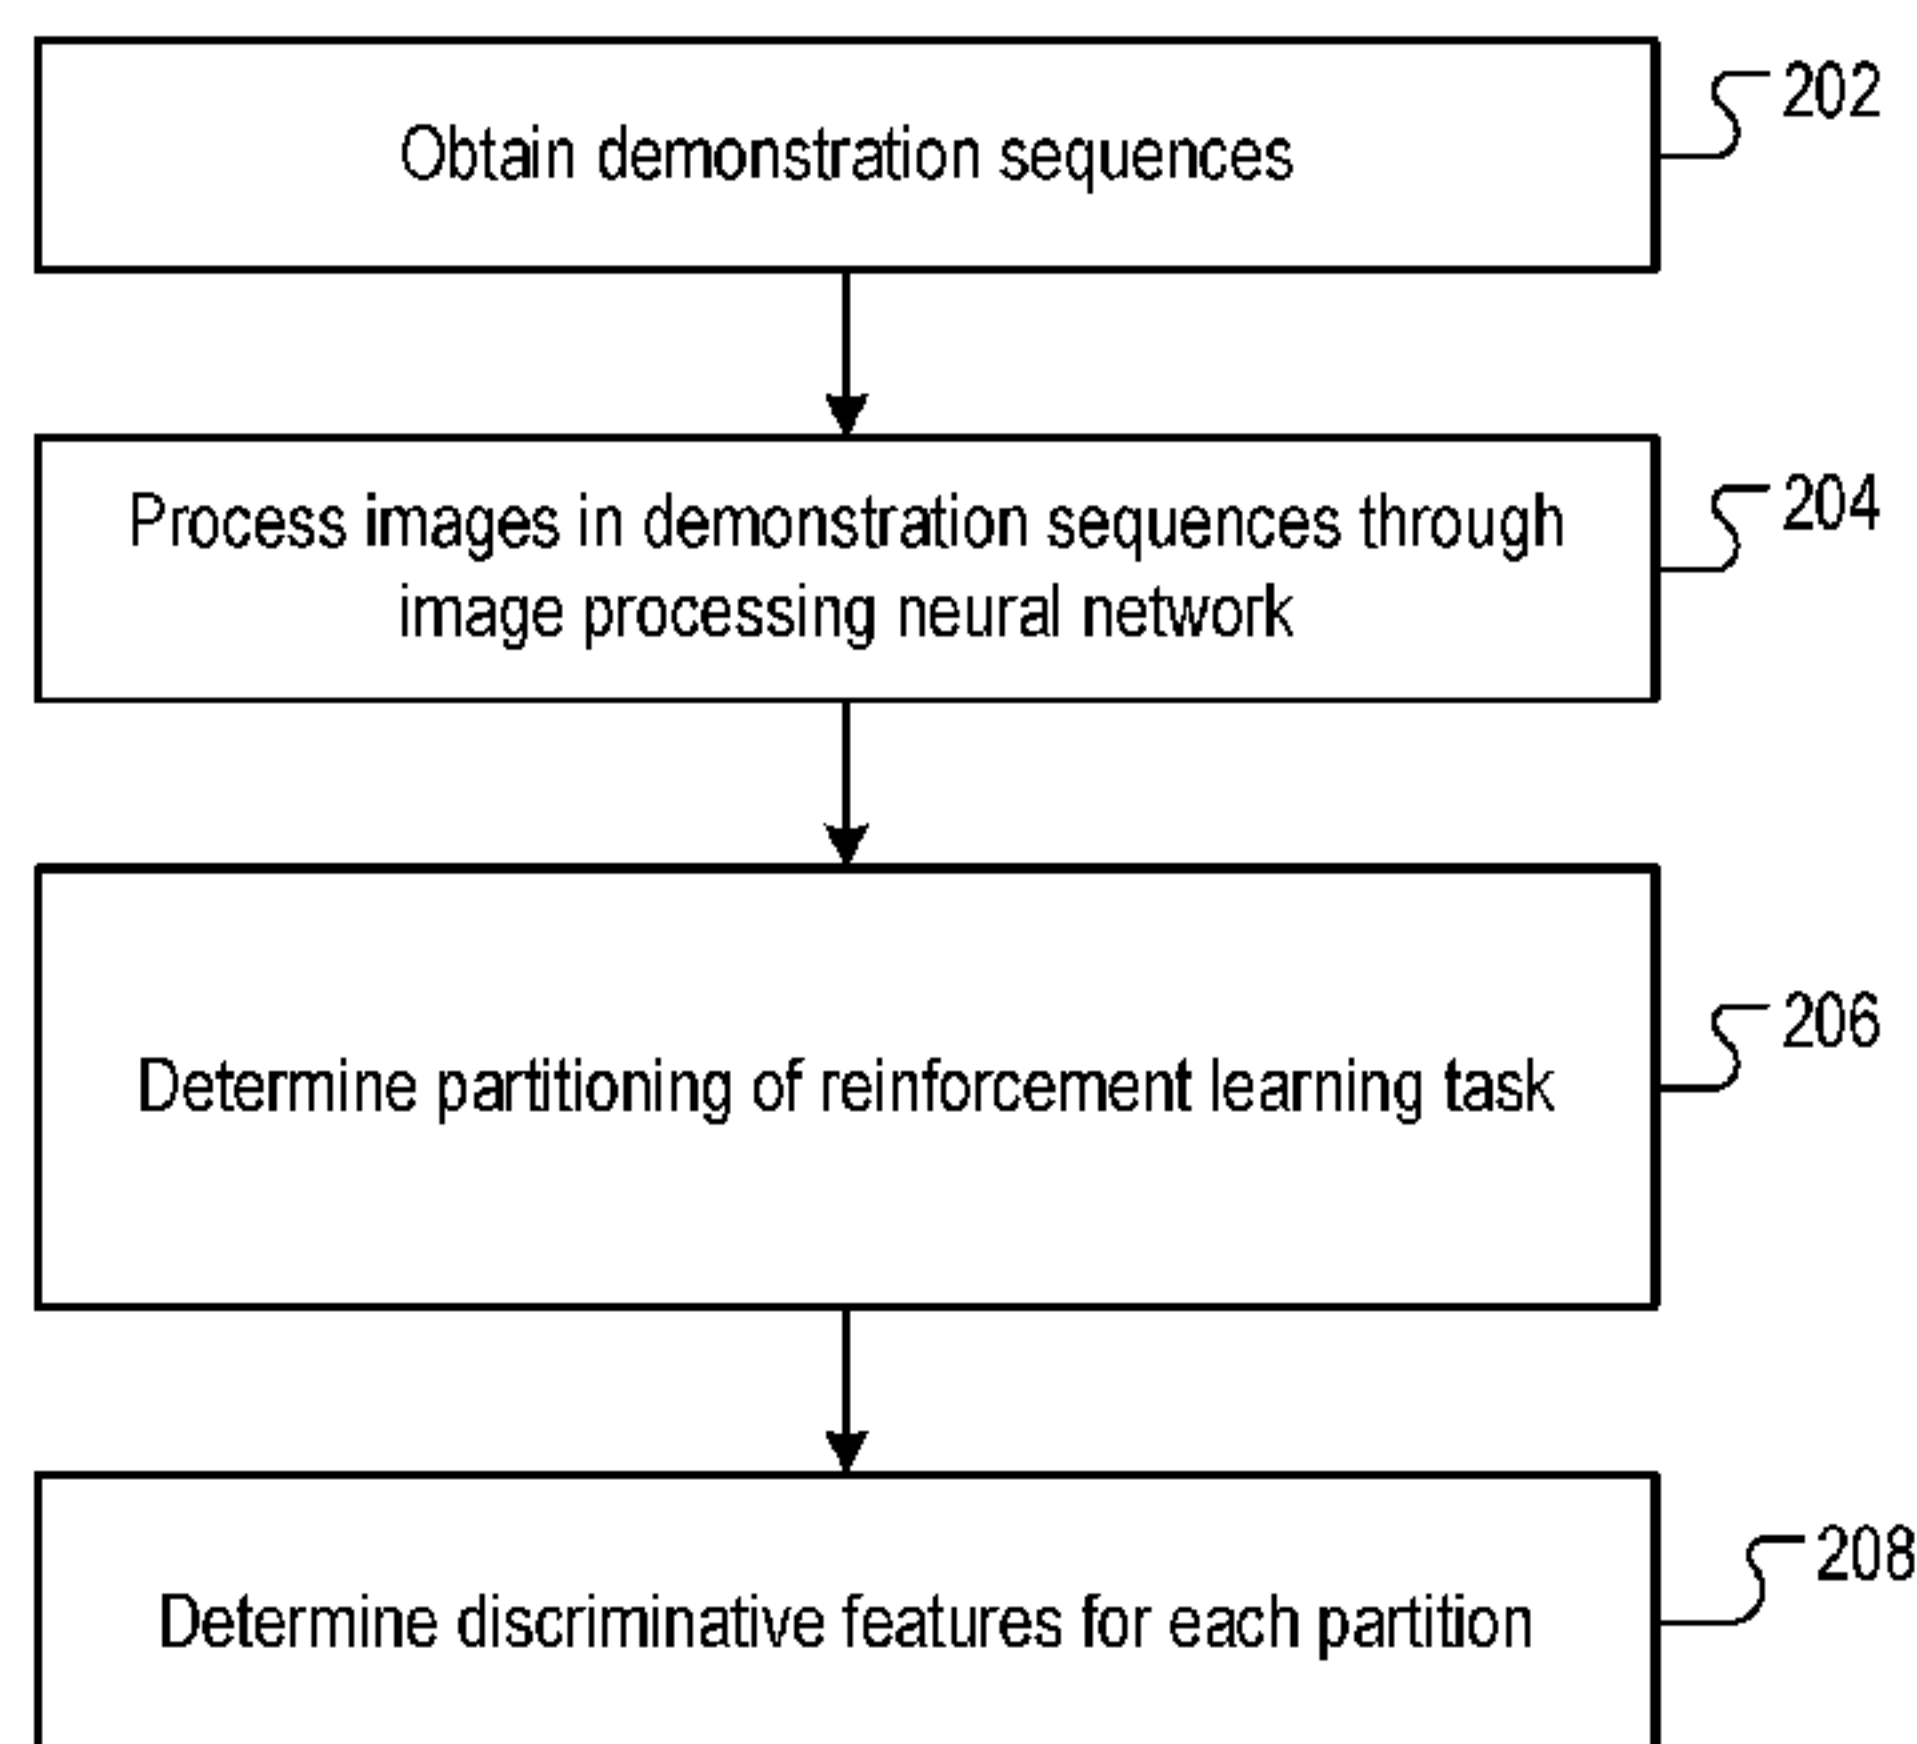 Obtain demonstration sequences
202
Process images in demonstration sequences through
image processing neural network
204
Determine partitioning of reinforcement learning task
206
Determine discriminative features for each partition
208